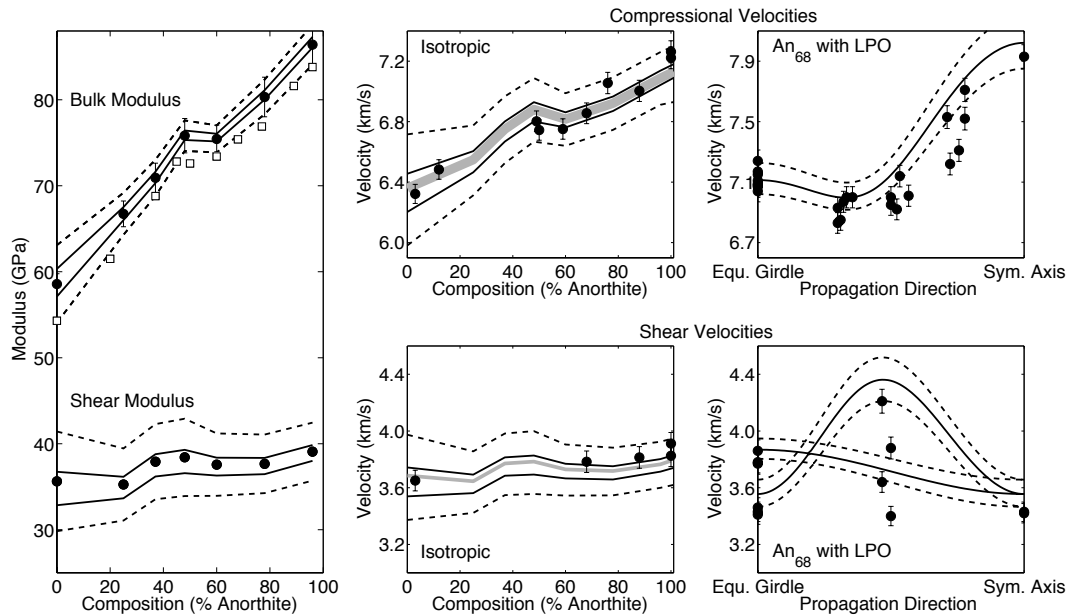 Compressional Velocities
Bulk Modulus
Shear Modulus
Modulus (GPa)
80
70
60
50
40
30
0 20 40 60 80 100
Composition (% Anorthite)
Isotropic
Velocity (km/s)
7.2
6.8
6.4
6.0
0 20 40 60 80 100
Composition (% Anorthite)
An68 with LPO
Velocity (km/s)
7.9
7.5
7.1
6.7
Equ. Girdle Sym. Axis
Propagation Direction
Shear Velocities
Velocity (km/s)
4.4
4.0
3.6
3.2
Isotropic
0 20 40 60 80 100
Composition (% Anorthite)
Velocity (km/s)
4.4
4.0
3.6
3.2
An68 with LPO
Equ. Girdle Sym. Axis
Propagation Direction